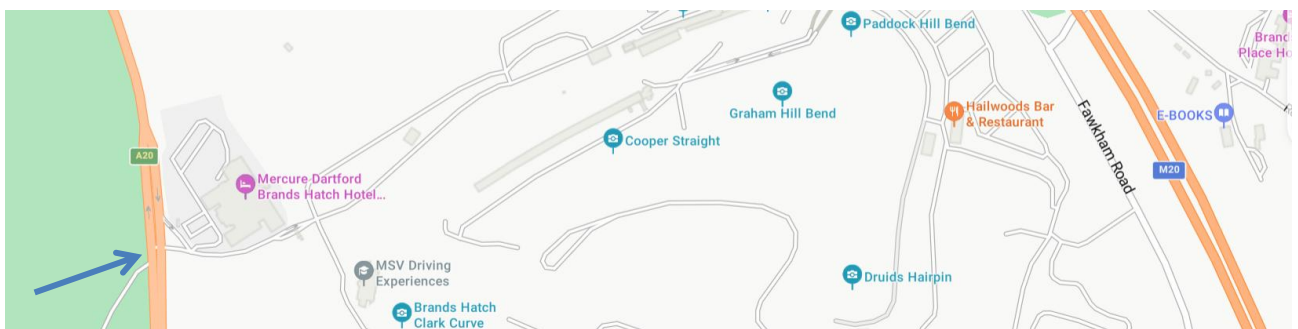 Paddock Hill Bend
Brand
Place Ho
Graham Hill Bend
Hailwoods Bar
& Restaurant
E-BOOKS
Cooper Straight
Fawkham Road
A20
M20
Mercure Dartford
Brands Hatch Hotel...
MSV Driving
Experiences
Druids Hairpin
Brands Hatch
Clark Curve